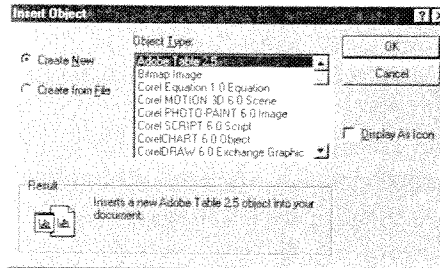 Insert Object
Object Type:
Create New
Create from File
Adobe Table 2.5
Bitmap Image
Corel Equation 1.0 Equation
Corel MOTION 3D 6.0 Scene
Corel PHOTO-PAINT 6.0 Image
Corel SCRIPT 6.0 Script
CorelCHART 6.0 Object
CorelDRAW 6.0 Exchange Graphic
OK
Cancel
Display As Icon
Result
Inserts a new Adobe Table 2.5 object into your
document.